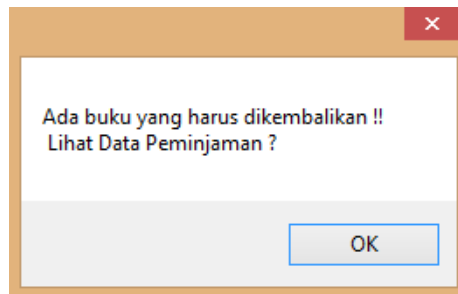 Ada buku yang harus dikembalikan !!
Lihat Data Peminjaman ?
OK